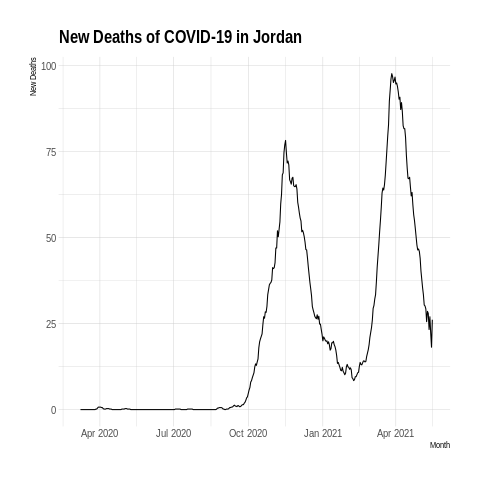 New Deaths of COVID-19 in Jordan
New Deaths
100
75
50
25
0
Apr 2020 Jul 2020 Oct 2020 Jan 2021 Apr 2021
Month